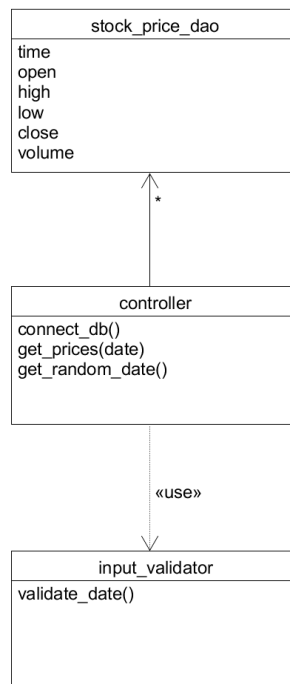 stock_price_dao
time
open
high
low
close
volume
*
controller
connect_db()
get_prices(date)
get_random_date()
«use»
input_validator
validate_date()